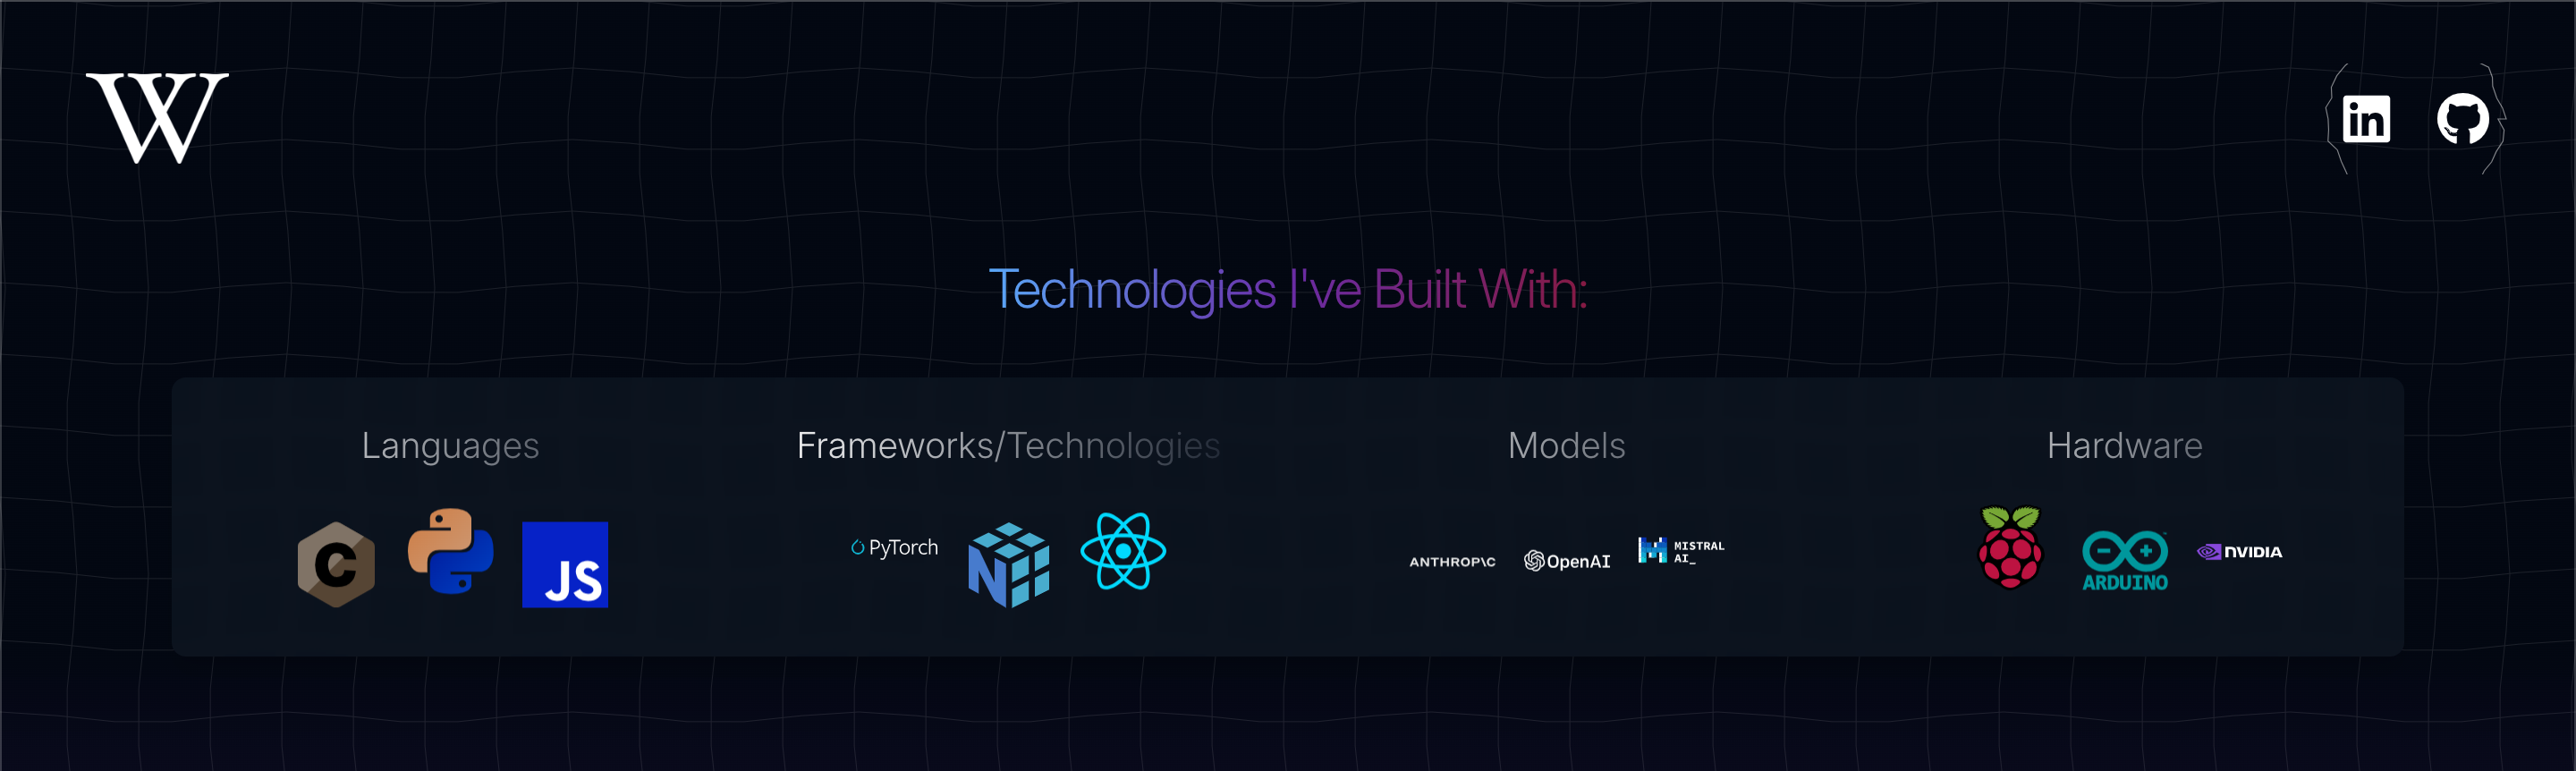 W
Technologies I've Built With:
Languages
Frameworks/Technologies
Models
Hardware
C
JS
PyTorch
N
ANTHROP\C
OpenAI
MISTRAL
AI_
ARDUINO
NVIDIA
in